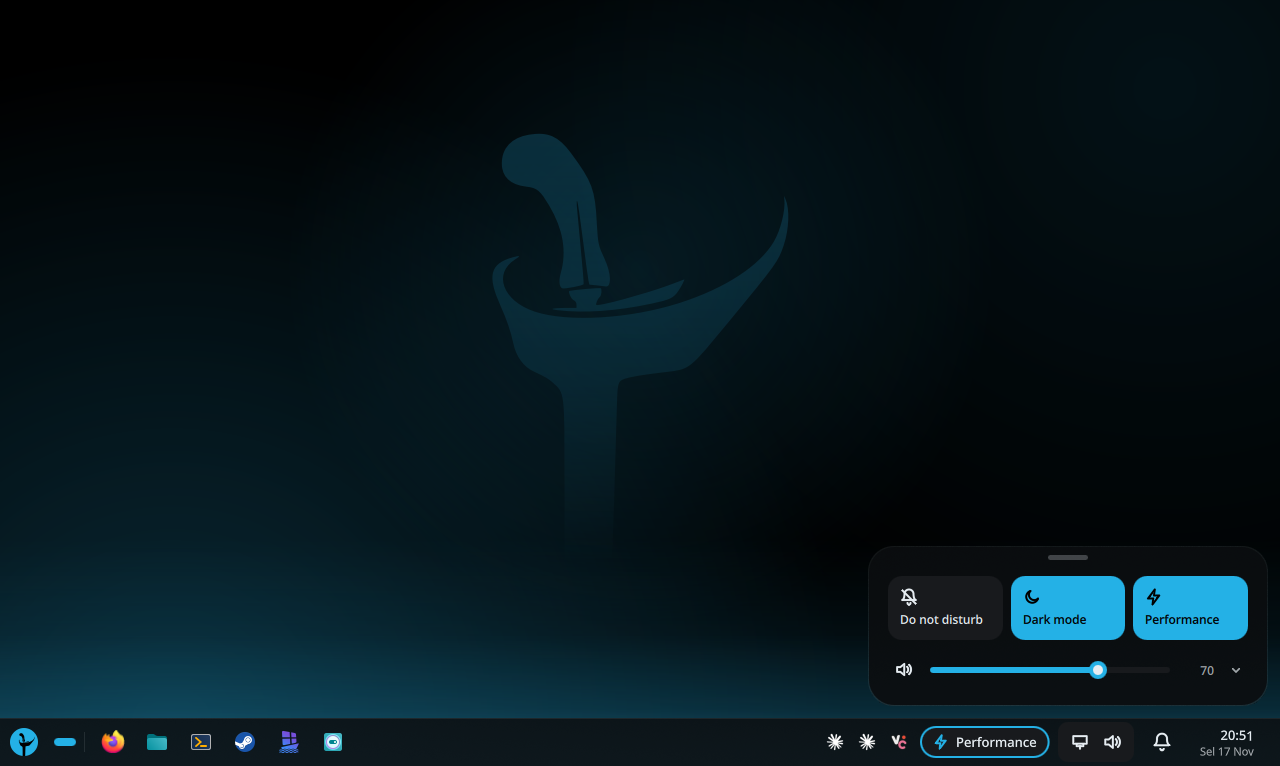 Do not disturb
Dark mode
Performance
70
Performance
20:51
Sel 17 Nov